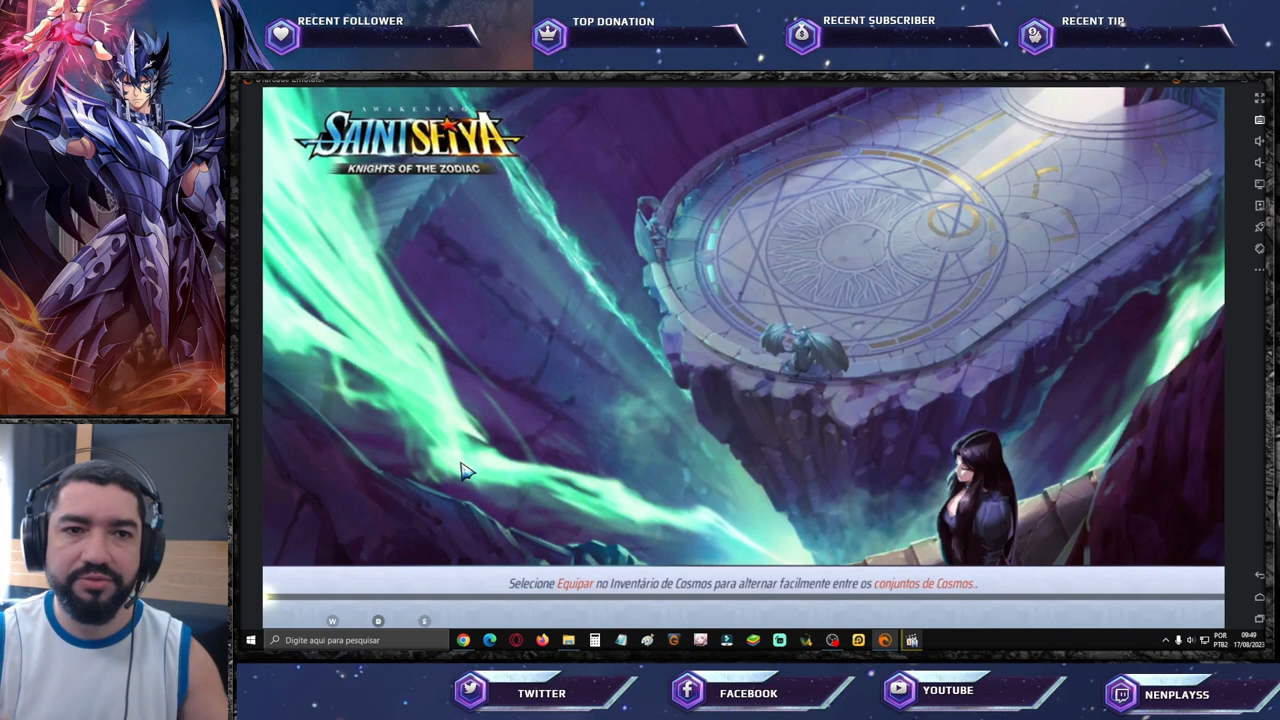 RECENT FOLLOWER
TOP DONATION
RECENT SUBSCRIBER
RECENT TIP
AWAKENING
SAINT SEIYA
KNIGHTS OF THE ZODIAC
Selecione Equipar no Inventário de Cosmos para alternar facilmente entre os conjuntos de Cosmos..
W D S
Digite aqui para pesquisar
POR
PTB2
09:49
17/08/2023
TWITTER
FACEBOOK
YOUTUBE
NENPLAYSS